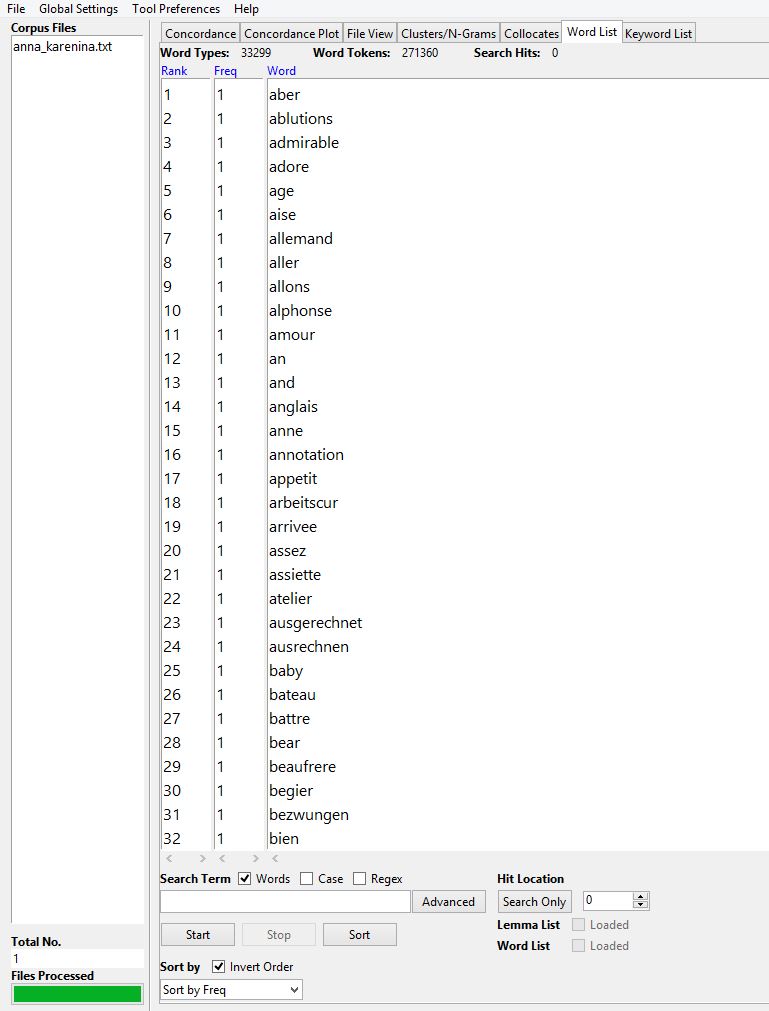 File Global Settings Tool Preferences Help
Corpus Files
anna_karenina.txt
Concordance Concordance Plot File View Clusters/N-Grams Collocates Word List Keyword List
Word Types: 33299 Word Tokens: 271360 Search Hits: 0
Rank Freq Word
1 1 aber
2 1 ablutions
3 1 admirable
4 1 adore
5 1 age
6 1 aise
7 1 allemand
8 1 aller
9 1 allons
10 1 alphonse
11 1 amour
12 1 an
13 1 and
14 1 anglais
15 1 anne
16 1 annotation
17 1 appetit
18 1 arbeitscur
19 1 arrivee
20 1 assez
21 1 assiette
22 1 atelier
23 1 ausgerechnet
24 1 ausrechnen
25 1 baby
26 1 bateau
27 1 battre
28 1 bear
29 1 beaufrere
30 1 begier
31 1 bezwungen
32 1 bien
Search Term Words Case Regex Hit Location
Advanced Search Only 0
Start Stop Sort Lemma List Loaded
Word List Loaded
Total No.
1
Files Processed
Sort by Invert Order
Sort by Freq